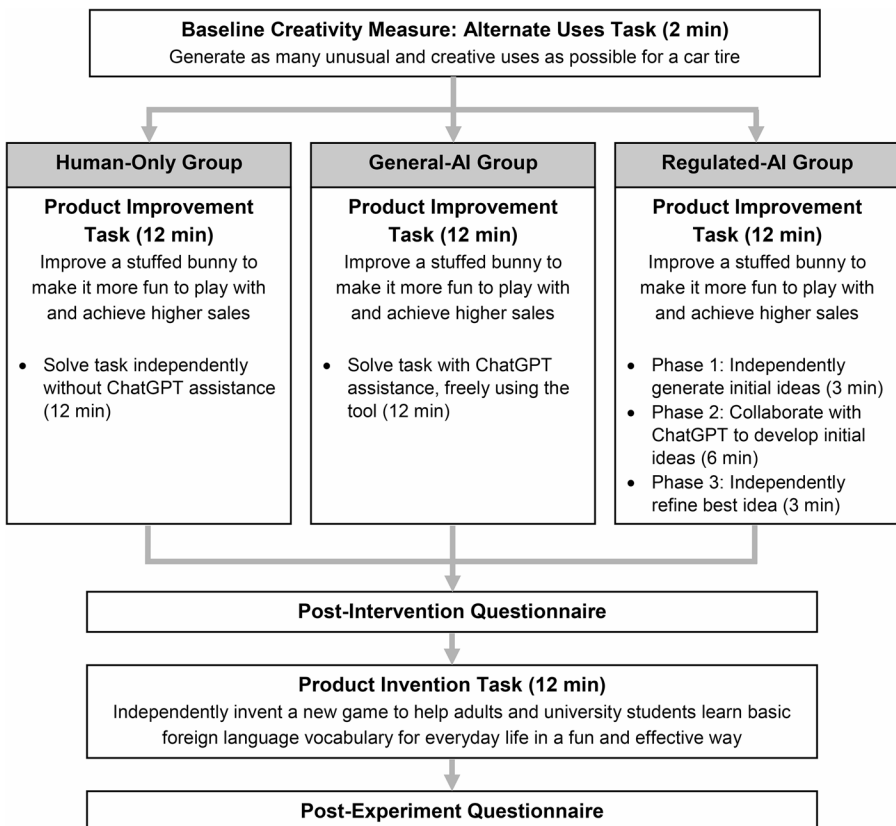 Baseline Creativity Measure: Alternate Uses Task (2 min)
Generate as many unusual and creative uses as possible for a car tire
Human-Only Group
Product Improvement
Task (12 min)
Improve a stuffed bunny to
make it more fun to play with
and achieve higher sales
• Solve task independently
without ChatGPT assistance
(12 min)
General-AI Group
Product Improvement
Task (12 min)
Improve a stuffed bunny to
make it more fun to play with
and achieve higher sales
• Solve task with ChatGPT
assistance, freely using the
tool (12 min)
Regulated-AI Group
Product Improvement
Task (12 min)
Improve a stuffed bunny to
make it more fun to play with
and achieve higher sales
• Phase 1: Independently
generate initial ideas (3 min)
• Phase 2: Collaborate with
ChatGPT to develop initial
ideas (6 min)
• Phase 3: Independently
refine best idea (3 min)
Post-Intervention Questionnaire
Product Invention Task (12 min)
Independently invent a new game to help adults and university students learn basic
foreign language vocabulary for everyday life in a fun and effective way
Post-Experiment Questionnaire